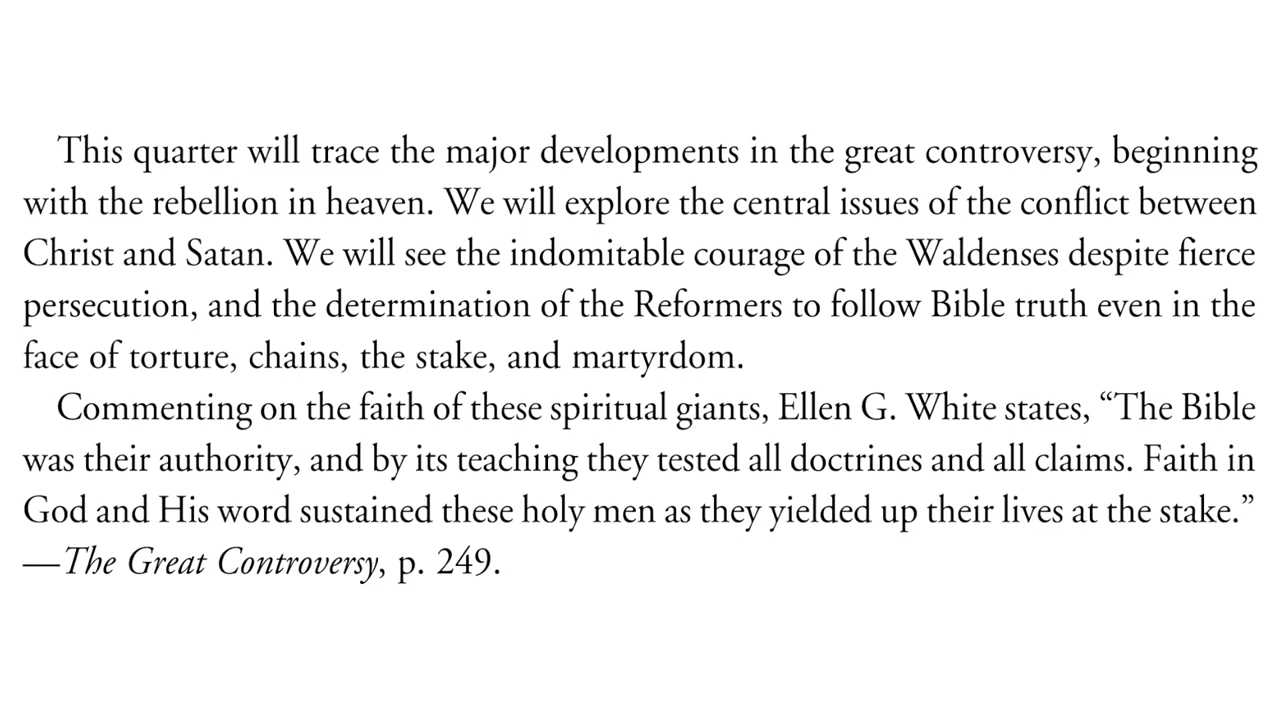 This quarter will trace the major developments in the great controversy, beginning
with the rebellion in heaven. We will explore the central issues of the conflict between
Christ and Satan. We will see the indomitable courage of the Waldenses despite fierce
persecution, and the determination of the Reformers to follow Bible truth even in the
face of torture, chains, the stake, and martyrdom.
Commenting on the faith of these spiritual giants, Ellen G. White states, “The Bible
was their authority, and by its teaching they tested all doctrines and all claims. Faith in
God and His word sustained these holy men as they yielded up their lives at the stake.”
—The Great Controversy, p. 249.